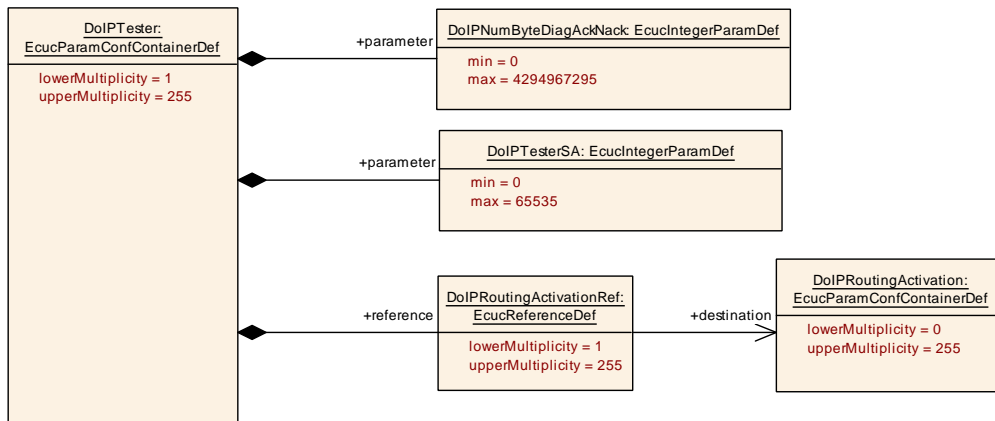 DoIPTester:
EcucParamConfContainerDef
lowerMultiplicity = 1
upperMultiplicity = 255
+parameter
DoIPNumByteDiagAckNack: EcucIntegerParamDef
min = 0
max = 4294967295
+parameter
DoIPTesterSA: EcucIntegerParamDef
min = 0
max = 65535
+reference
DoIPRoutingActivationRef:
EcucReferenceDef
lowerMultiplicity = 1
upperMultiplicity = 255
+destination
DoIPRoutingActivation:
EcucParamConfContainerDef
lowerMultiplicity = 0
upperMultiplicity = 255